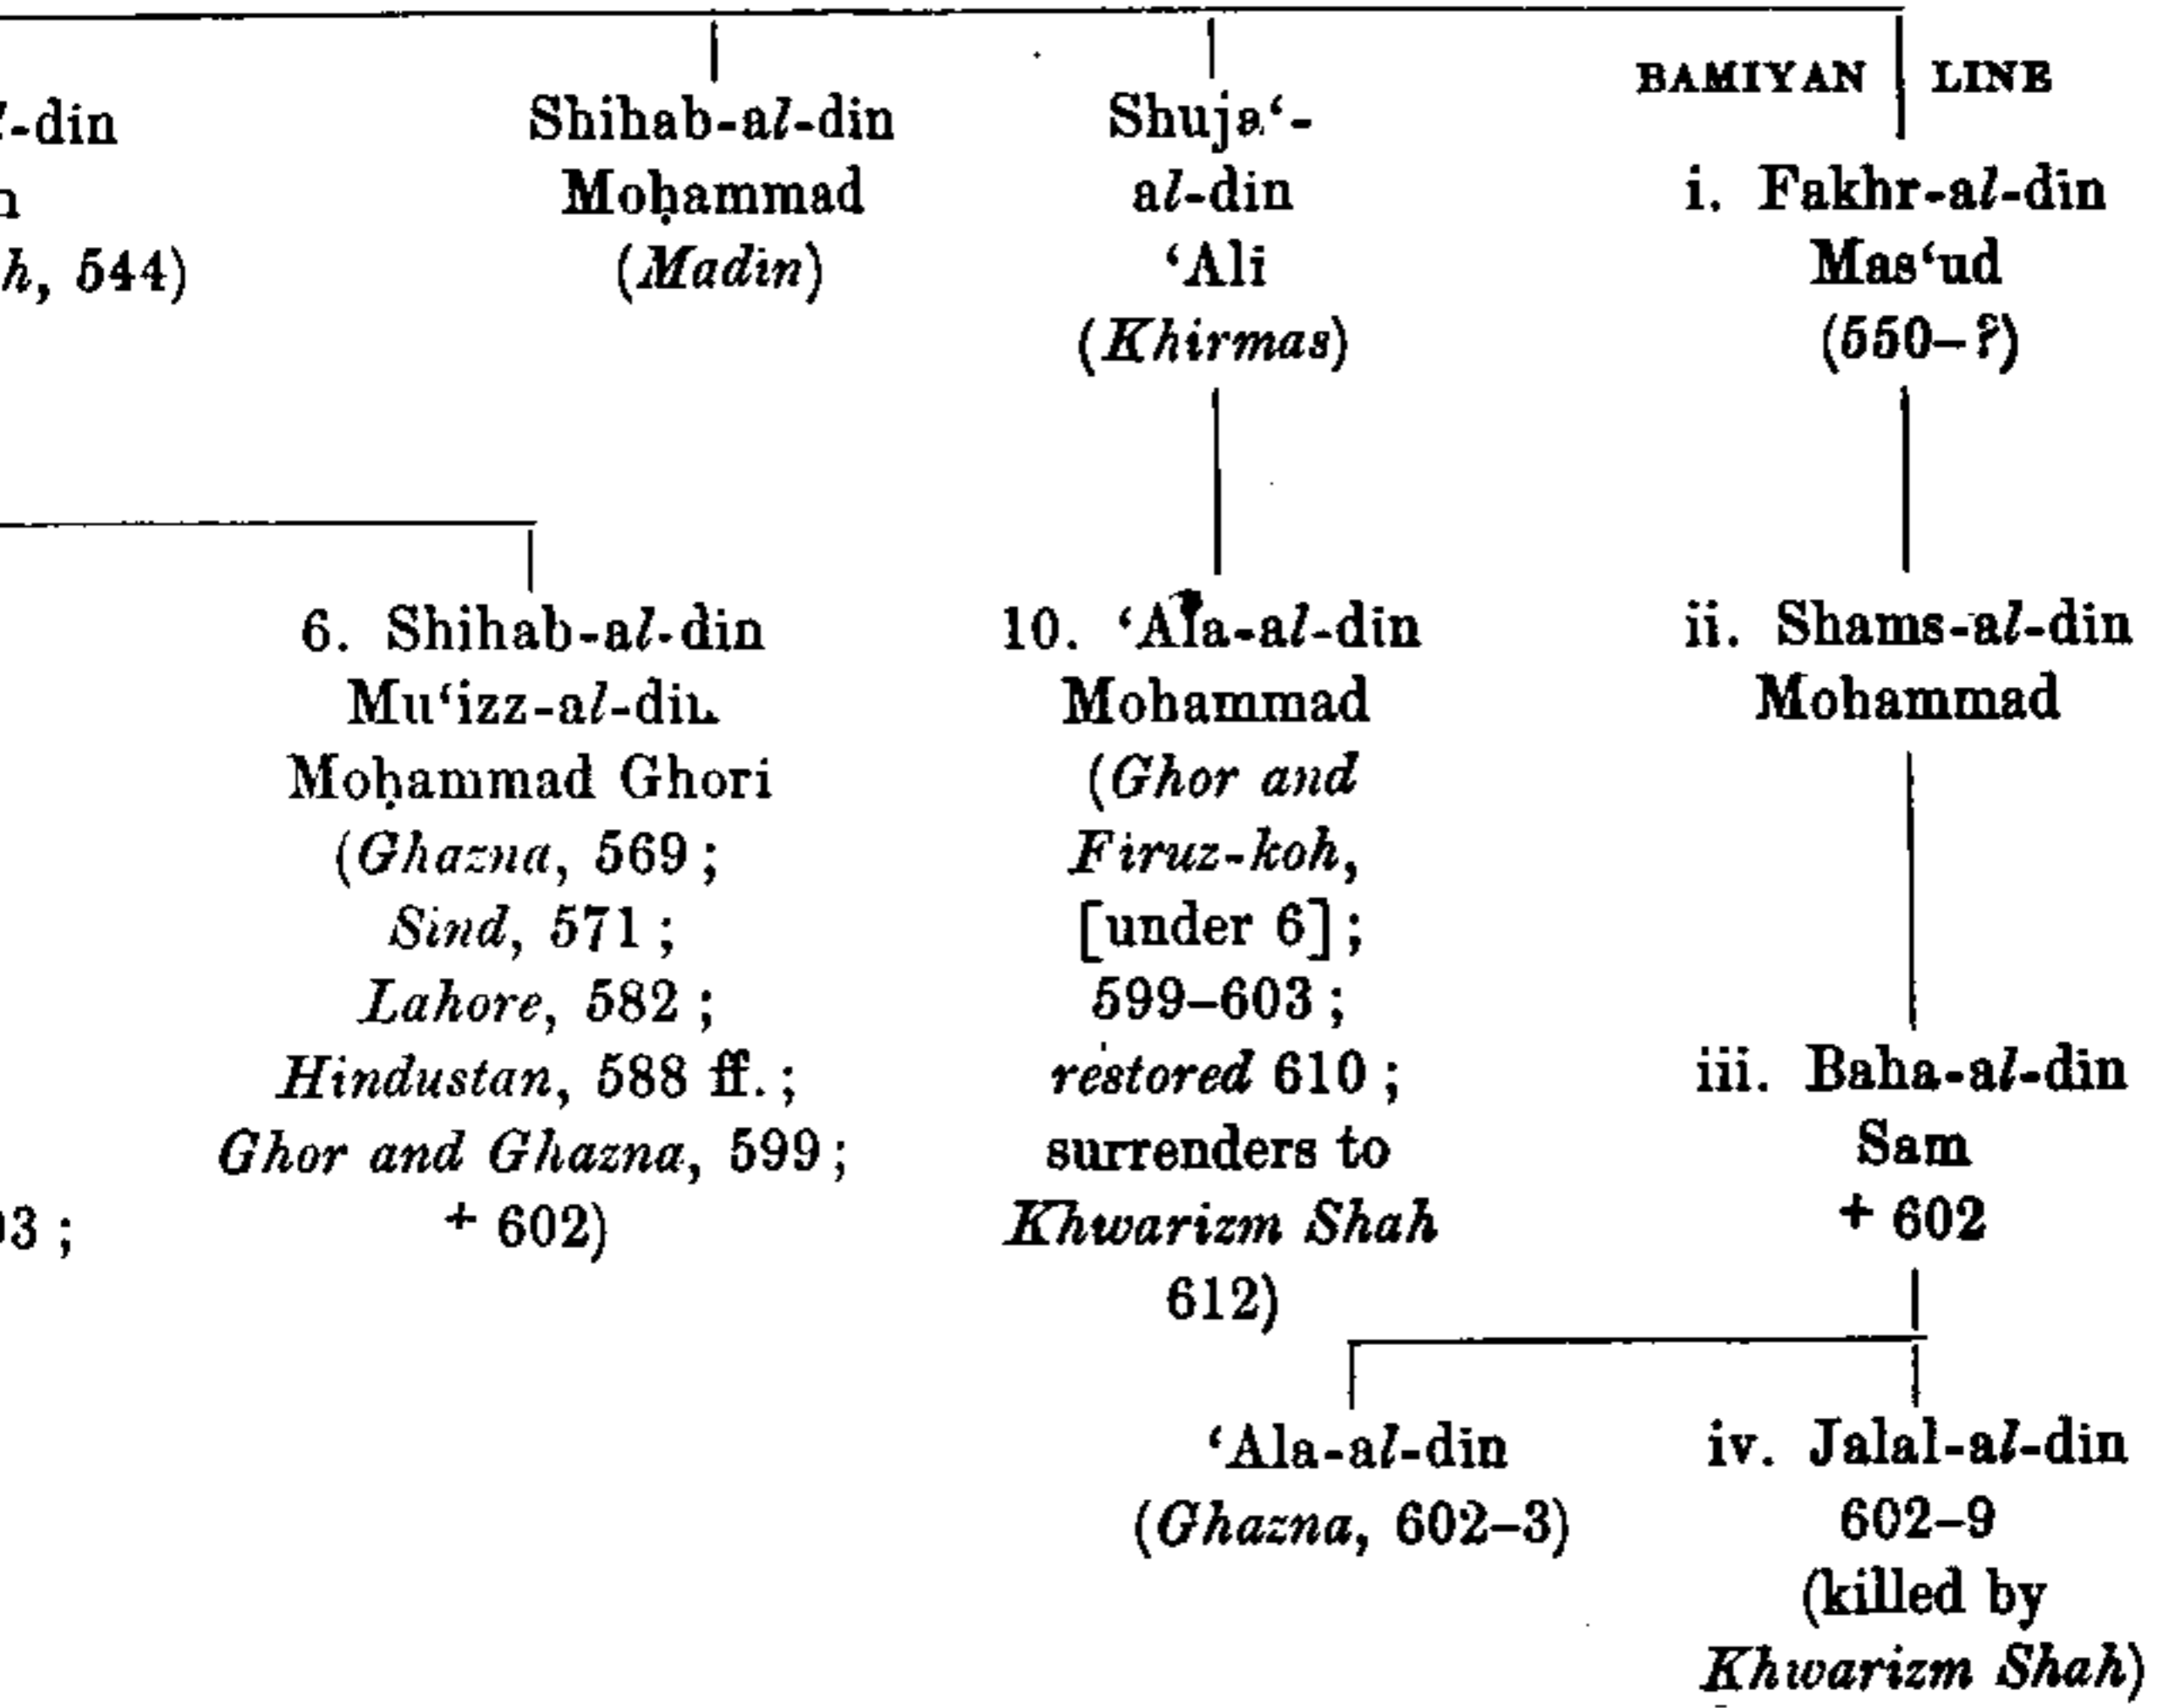 BAMIYAN LINE
-din
Shihab-al-din
Moḥammad
(Madin)
Shuja‘-
al-din
‘Ali
(Khirmas)
i. Fakhr-al-din
Mas‘ud
(550–?)
h, 544)
6. Shihab-al-din
Mu‘izz-al-din
Moḥammad Ghori
(Ghazna, 569 ;
Sind, 571 ;
Lahore, 582 ;
Hindustan, 588 ff. ;
Ghor and Ghazna, 599 ;
+ 602)
10. ‘Ala-al-din
Mohammad
(Ghor and
Firuz-koh,
[under 6] ;
599–603 ;
restored 610 ;
surrenders to
Khwarizm Shah
612)
ii. Shams-al-din
Mohammad
iii. Baha-al-din
Sam
+ 602
3 ;
‘Ala-al-din
(Ghazna, 602–3)
iv. Jalal-al-din
602–9
(killed by
Khwarizm Shah)